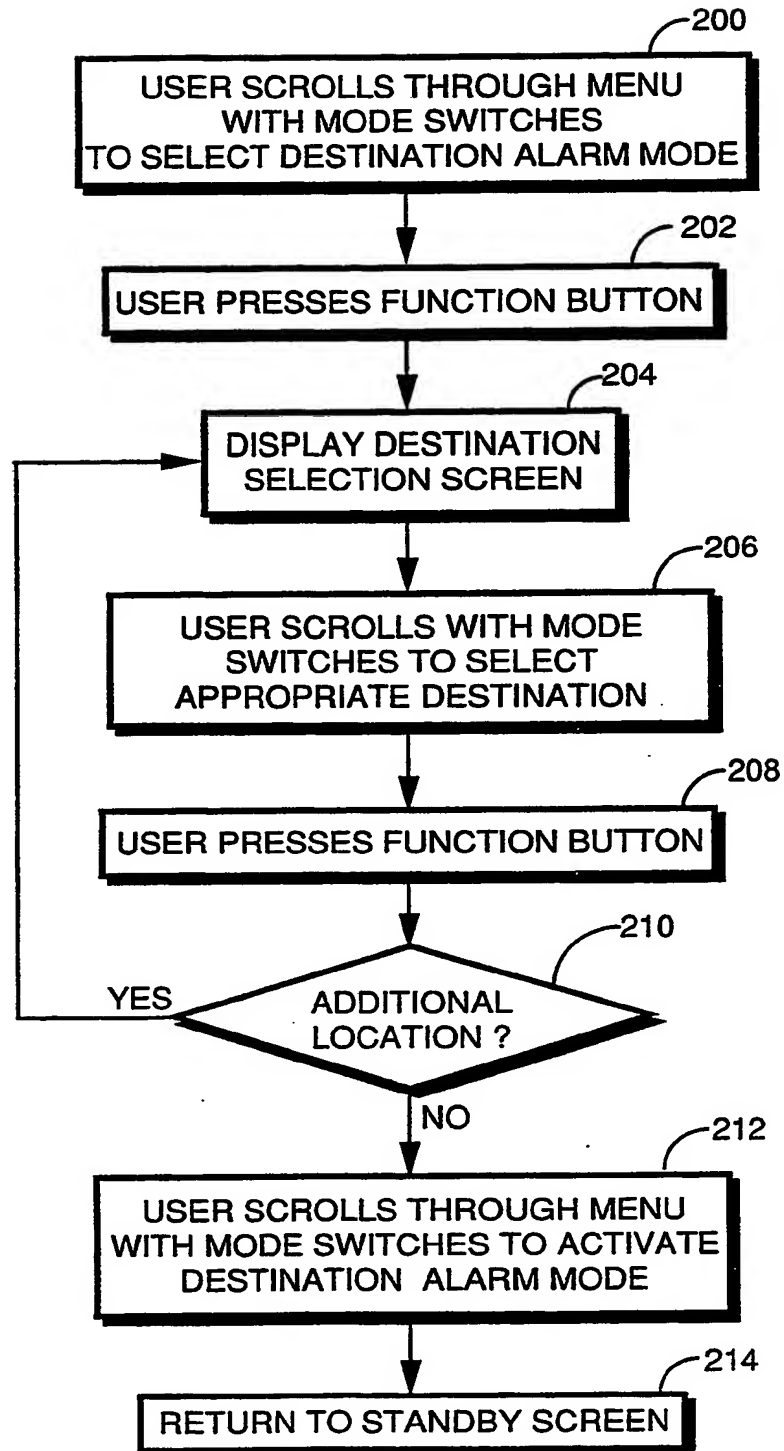 200
USER SCROLLS THROUGH MENU
WITH MODE SWITCHES
TO SELECT DESTINATION ALARM MODE
202
USER PRESSES FUNCTION BUTTON
204
DISPLAY DESTINATION
SELECTION SCREEN
206
USER SCROLLS WITH MODE
SWITCHES TO SELECT
APPROPRIATE DESTINATION
208
USER PRESSES FUNCTION BUTTON
210
YES
ADDITIONAL
LOCATION ?
NO
212
USER SCROLLS THROUGH MENU
WITH MODE SWITCHES TO ACTIVATE
DESTINATION ALARM MODE
214
RETURN TO STANDBY SCREEN